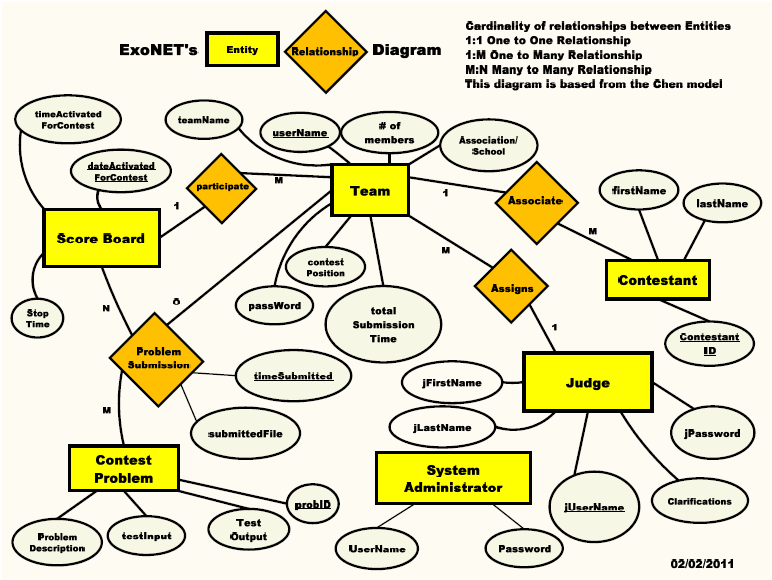 ExoNET's
Entity
Relationship
Diagram
Cardinality of relationships between Entities
1:1 One to One Relationship
1:M One to Many Relationship
M:N Many to Many Relationship
This diagram is based from the Chen model
timeActivated
ForContest
teamName
userName
# of
members
Association/
School
dateActivated
ForContest
participate
M
Team
1
Associate
firstName
lastName
1
Score Board
M
M
Contestant
contest
Position
Assigns
passWord
N
O
Stop
Time
total
Submission
Time
1
Contestant
ID
Problem
Submission
timeSubmitted
jFirstName
Judge
M
submittedFile
jLastName
jPassword
Contest
Problem
System
Administrator
probID
jUserName
Clarifications
Problem
Description
testInput
Test
Output
UserName
Password
02/02/2011